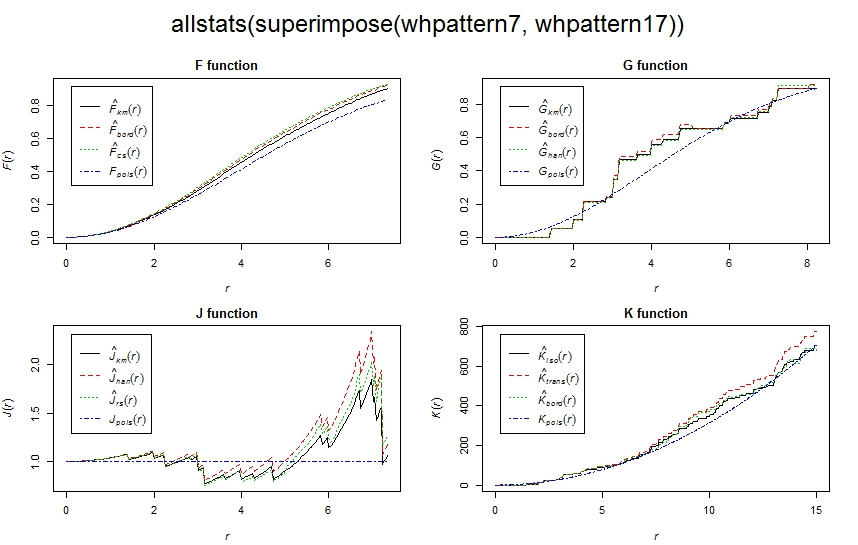 allstats(superimpose(whpattern7, whpattern17))
F function
F̂km(r)
F̂bord(r)
F̂cs(r)
Fpois(r)
F(r)
0.0 0.2 0.4 0.6 0.8
0 2 4 6
r
G function
Ĝkm(r)
Ĝbord(r)
Ĝhan(r)
Gpois(r)
G(r)
0.0 0.2 0.4 0.6 0.8
0 2 4 6 8
r
J function
Ĵkm(r)
Ĵhan(r)
Ĵrs(r)
Jpois(r)
J(r)
1.0 1.5 2.0
0 2 4 6
r
K function
K̂iso(r)
K̂trans(r)
K̂bord(r)
Kpois(r)
K(r)
0 200 400 600 800
0 5 10 15
r